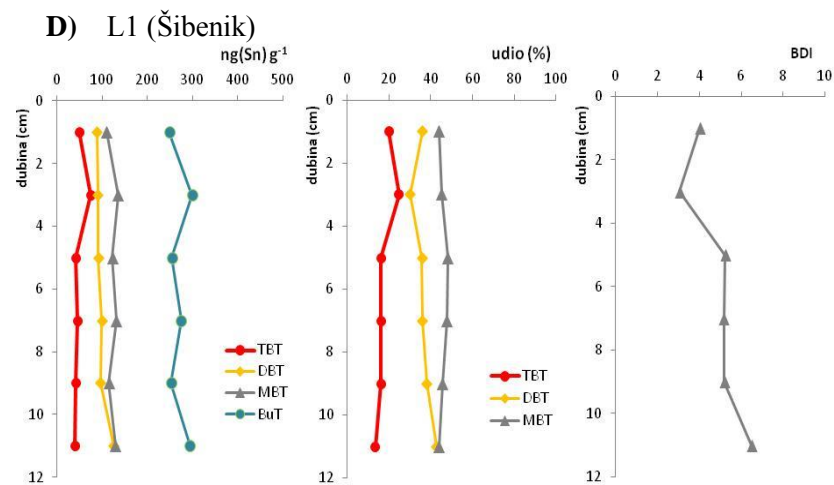 D) L1 (Šibenik)
ng(Sn) g-1
0 100 200 300 400 500
0
2
4
6
8
10
12
dubina (cm)
TBT
DBT
MBT
BuT
udio (%)
0 20 40 60 80 100
0
2
4
6
8
10
12
dubina (cm)
TBT
DBT
MBT
BDI
0 2 4 6 8 10
0
2
4
6
8
10
12
dubina (cm)